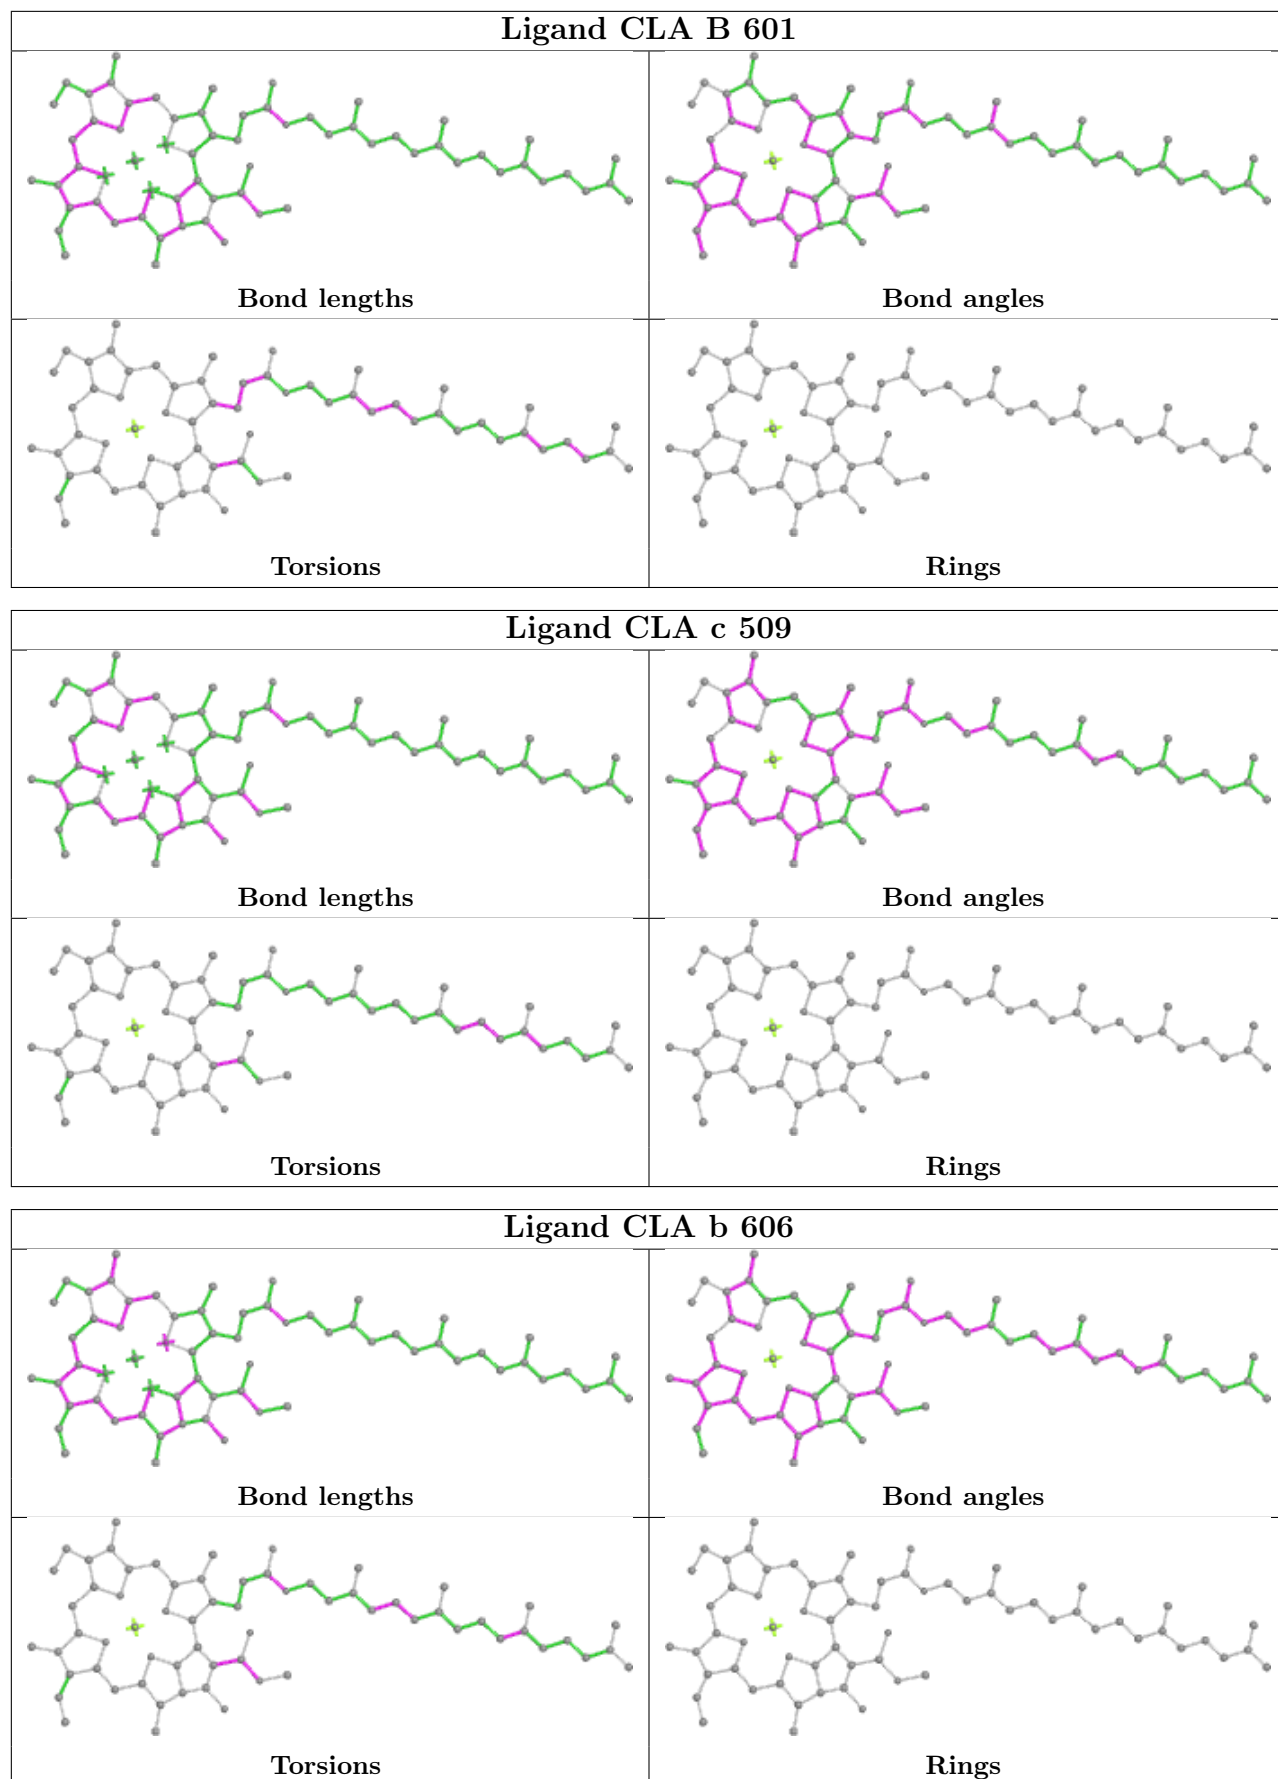 Ligand CLA B 601
Bond lengths
Bond angles
Torsions
Rings
Ligand CLA c 509
Bond lengths
Bond angles
Torsions
Rings
Ligand CLA b 606
Bond lengths
Bond angles
Torsions
Rings